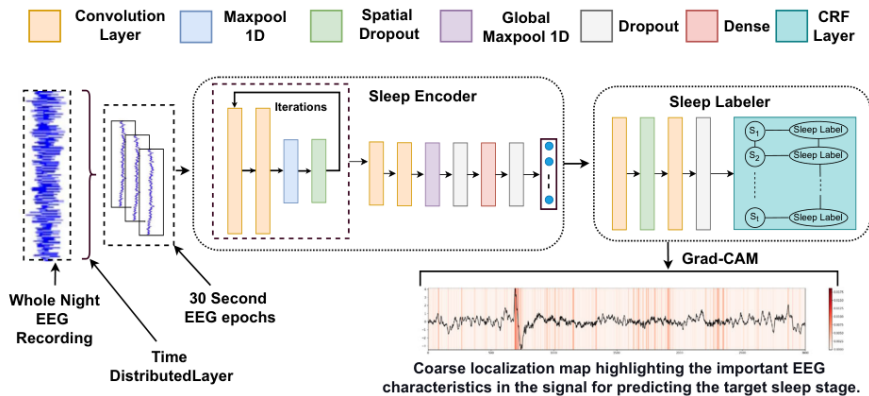 Convolution
Layer
Maxpool
1D
Spatial
Dropout
Global
Maxpool 1D
Dropout
Dense
CRF
Layer
Iterations
Sleep Encoder
Sleep Labeler
S1
Sleep Label
S2
Sleep Label
S1
Sleep Label
Grad-CAM
Whole Night
EEG
Recording
30 Second
EEG epochs
Time
DistributedLayer
Coarse localization map highlighting the important EEG
characteristics in the signal for predicting the target sleep stage.